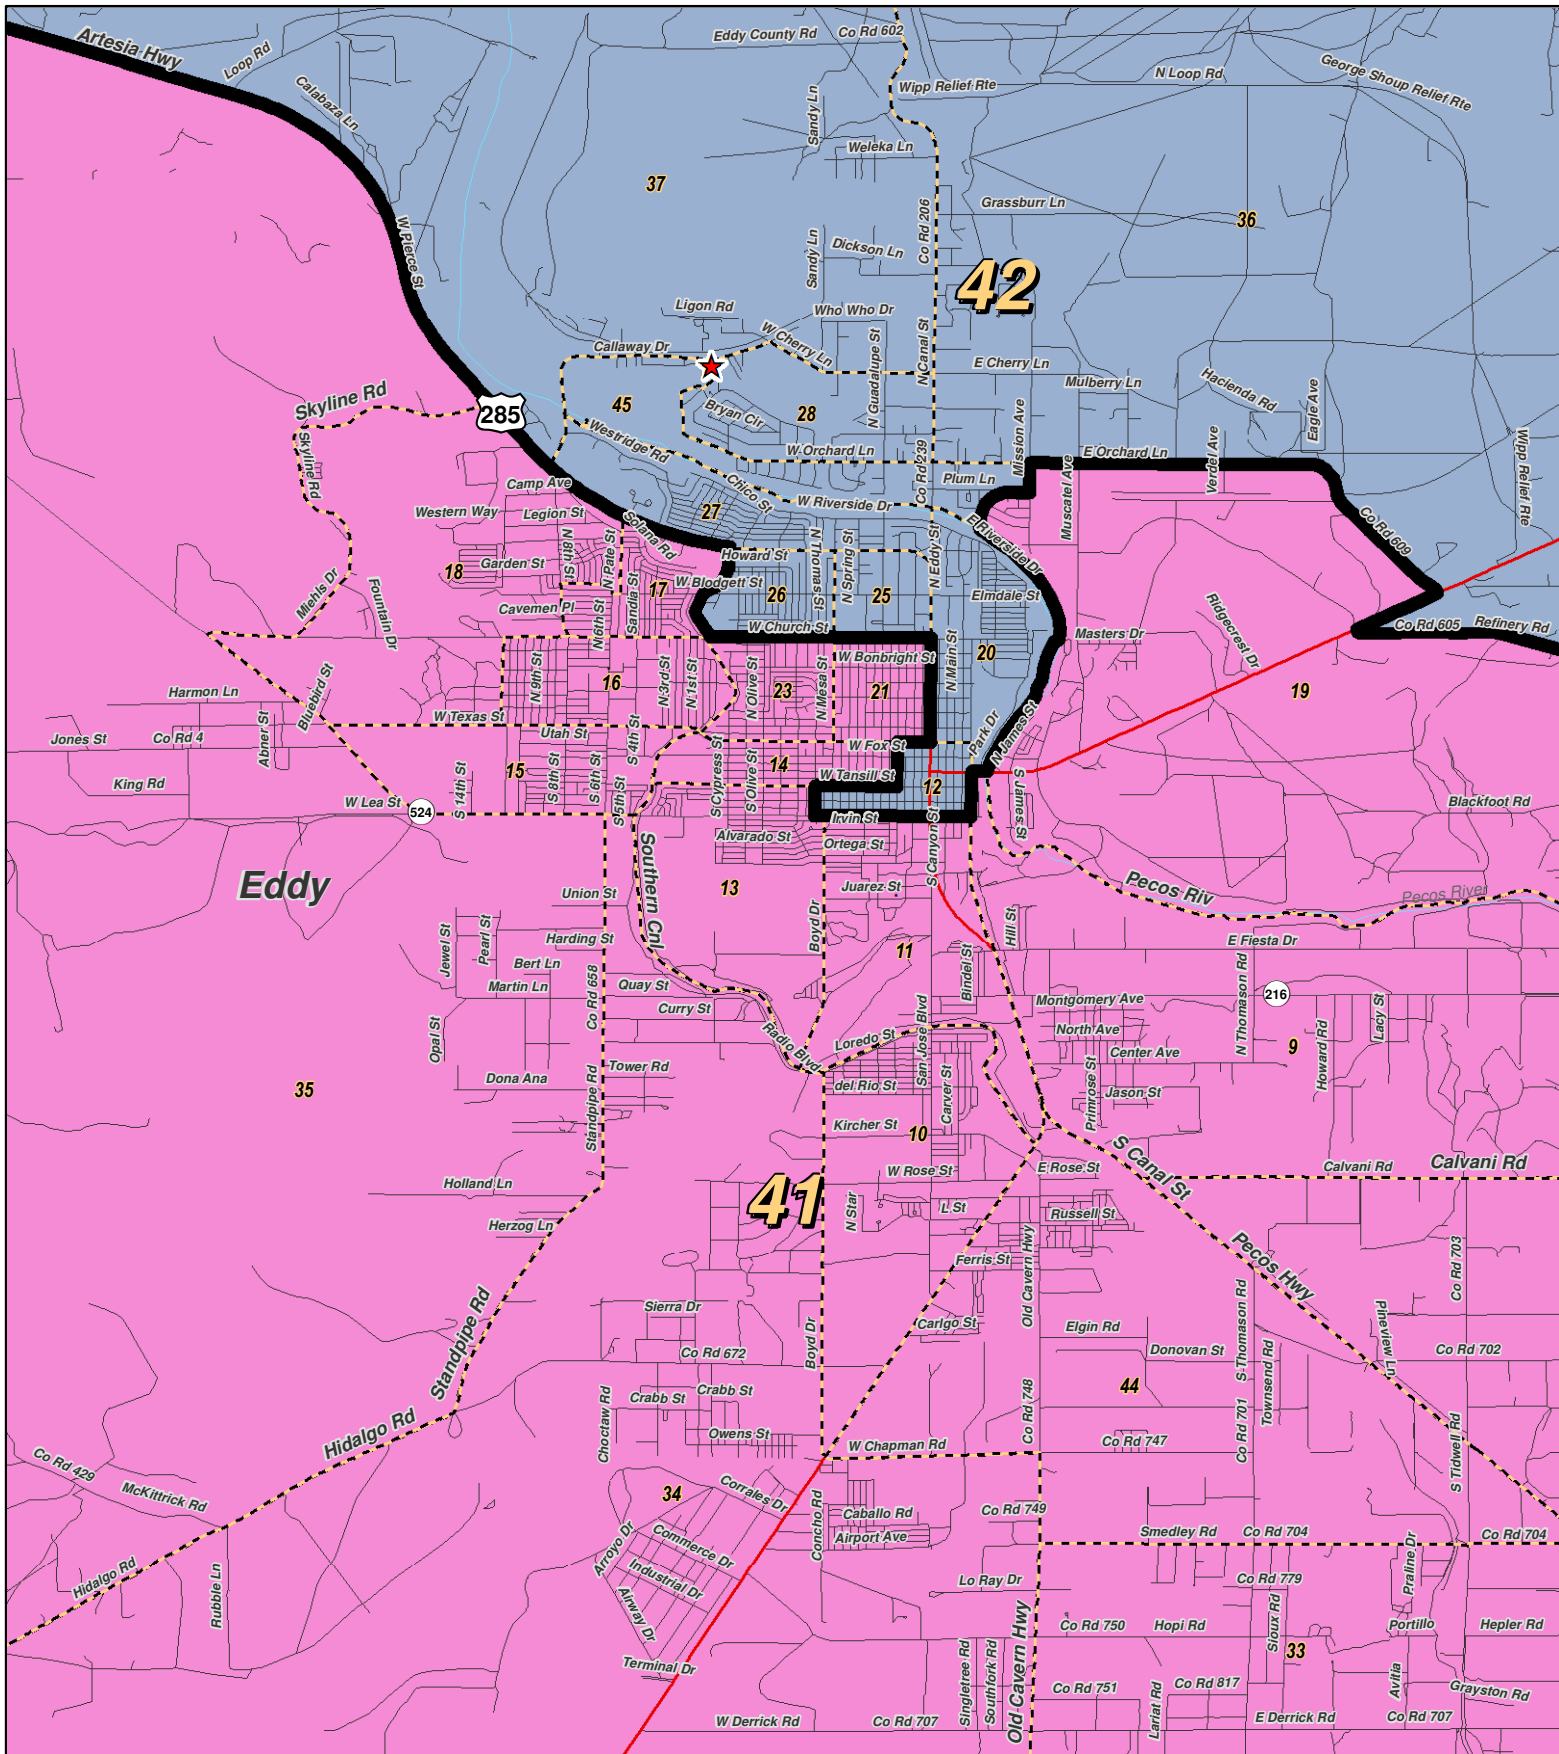 Artesia Hwy
Loop Rd
Calabaza Ln
Eddy County Rd
Co Rd 602
Wipp Relief Rte
N Loop Rd
George Shoup Relief Rte
Sandy Ln
Weleka Ln
37
Grassburr Ln
36
Co Rd 206
W Pierce St
Sandy Ln
Dickson Ln
42
Ligon Rd
Who Who Dr
W Cherry Ln
N Guadalupe St
N Canal St
Callaway Dr
E Cherry Ln
Mulberry Ln
Hacienda Rd
Eagle Ave
Skyline Rd
285
45
Bryan Cir
28
Mission Ave
Skyline Rd
Westridge Rd
W Orchard Ln
Co Rd 239
E Orchard Ln
Verdel Ave
Muscatel Ave
Wipp Relief Rte
Camp Ave
Plum Ln
Chico St
W Riverside Dr
Western Way
Legion St
27
Solana Rd
E Riverside Dr
Co Rd 609
N 8th St
N Pate St
Howard St
N Thomas St
N Spring St
N Eddy St
18
Garden St
17
W Blodgett St
26
25
Elmdale St
Miehls Dr
Fountain Dr
Cavemen Pl
N 6th St
Sandia St
W Church St
Masters Dr
Ridgecrest Dr
Co Rd 605
Refinery Rd
20
N Main St
W Bonbright St
Harmon Ln
Bluebird St
N 9th St
16
N 3rd St
N 1st St
N Olive St
23
N Mesa St
21
19
W Texas St
Utah St
S 4th St
Park Dr
N James St
Jones St
Co Rd 4
Anner St
W Fox St
14
15
S 8th St
S 6th St
S Cypress St
S Olive St
W Tansill St
King Rd
S 14th St
12
S James St
W Lea St
524
S 5th St
Irvin St
Blackfoot Rd
Alvarado St
Ortega St
S Canyon St
Southern Cnl
Eddy
Union St
13
Juarez St
Pecos Riv
Pecos River
Jewel St
Pearl St
Harding St
Boyd Dr
11
Hill St
E Fiesta Dr
Bert Ln
Bindel St
Martin Ln
Quay St
Co Rd 658
Curry St
Montgomery Ave
N Thomason Rd
216
Lacy St
Opal St
Radio Blvd
Loredo St
San Jose Blvd
North Ave
Center Ave
9
Howard Rd
Tower Rd
Dona Ana
del Rio St
Carver St
Primrose St
Jason St
35
Standpipe Rd
Kircher St
10
S Canal St
W Rose St
E Rose St
Calvani Rd
Calvani Rd
Holland Ln
41
N Star
L St
Russell St
Herzog Ln
Ferris St
Old Cavern Hwy
Pecos Hwy
Co Rd 703
Sierra Dr
Carlgo St
Elgin Rd
S Thomason Rd
Pineview Ln
Standpipe Rd
Co Rd 672
Boyd Dr
Donovan St
Townsend Rd
Co Rd 702
Crabb St
Crabb St
Co Rd 748
44
Hidalgo Rd
Choctaw Rd
Owens St
W Chapman Rd
Co Rd 747
Co Rd 701
S Tidwell Rd
Co Rd 429
McKittrick Rd
34
Corrales Dr
Concho Rd
Caballo Rd
Co Rd 749
Airport Ave
Smedley Rd
Co Rd 704
Co Rd 704
Arroyo Dr
Commerce Dr
Hidalgo Rd
Rubble Ln
Industrial Dr
Lo Ray Dr
Co Rd 779
Praline Dr
Airway Dr
Old Cavern Hwy
Co Rd 750
Hopi Rd
Sioux Rd
Portillo
Hepler Rd
33
Terminal Dr
Singletree Rd
Southfork Rd
Co Rd 751
Lariat Rd
Co Rd 817
Avitia
Grayston Rd
W Derrick Rd
Co Rd 707
E Derrick Rd
Co Rd 707